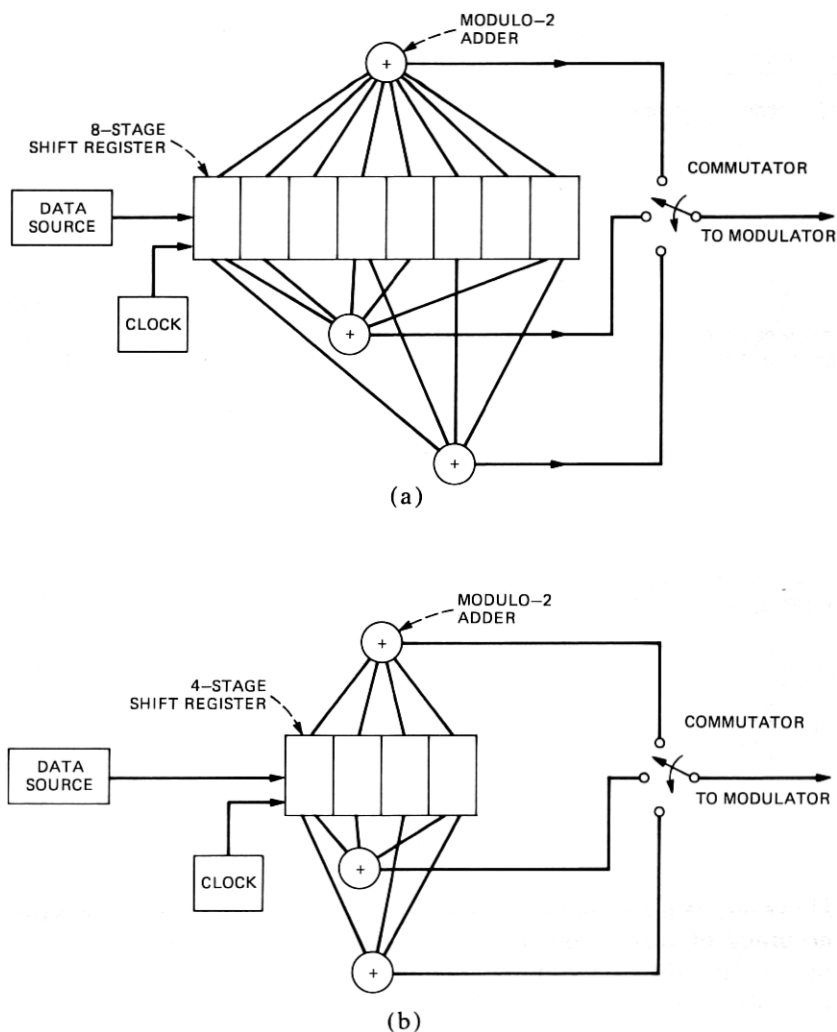 MODULO–2
ADDER
8–STAGE
SHIFT REGISTER
COMMUTATOR
DATA
SOURCE
TO MODULATOR
CLOCK
+
+
+
(a)
MODULO–2
ADDER
+
4–STAGE
SHIFT REGISTER
COMMUTATOR
DATA
SOURCE
TO MODULATOR
CLOCK
+
+
(b)